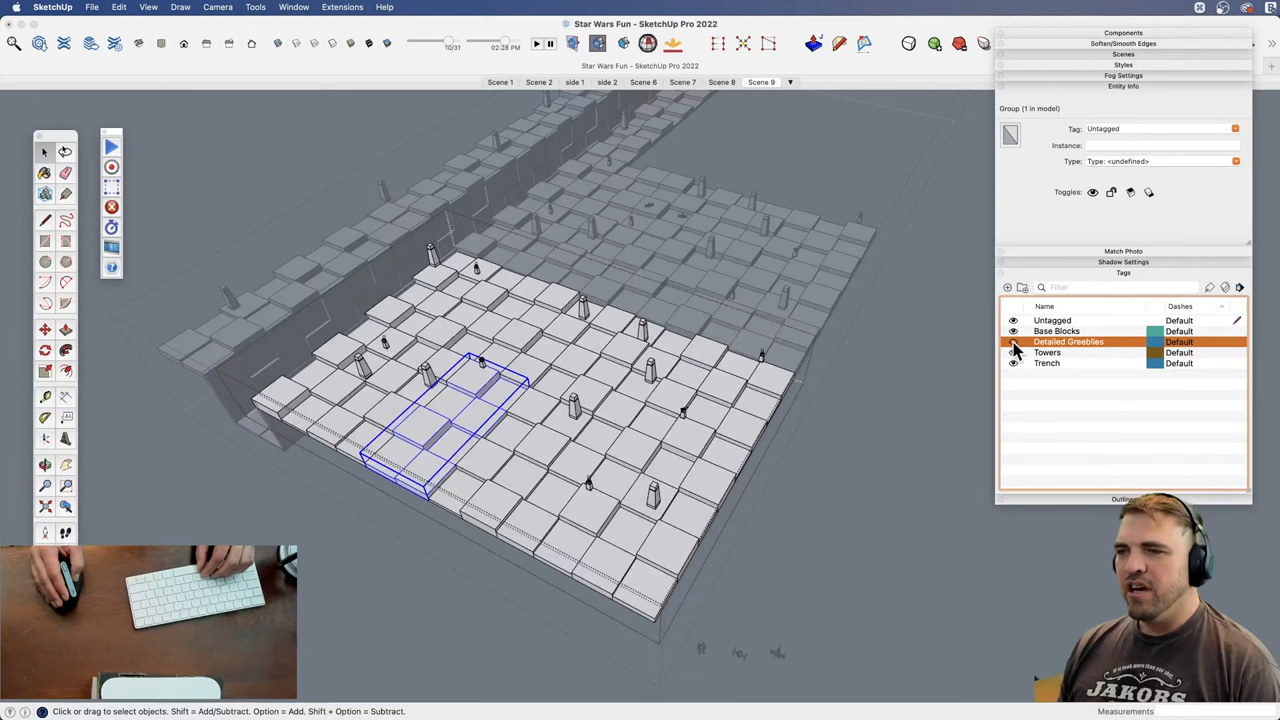 SketchUp File Edit View Draw Camera Tools Window Extensions Help
Star Wars Fun - SketchUp Pro 2022
10/31
02:28 PM
Star Wars Fun - SketchUp Pro 2022
Scene 1 Scene 2 side 1 side 2 Scene 6 Scene 7 Scene 8 Scene 9
Components
Soften/Smooth Edges
Scenes
Styles
Fog Settings
Entity Info
Group (1 in model)
Tag: Untagged
Instance:
Type: Type: <undefined>
Toggles:
Match Photo
Shadow Settings
Tags
Filter
Name Dashes
Untagged Default
Base Blocks Default
Detailed Greeblies Default
Towers Default
Trench Default
JAKORS
Click or drag to select objects. Shift = Add/Subtract. Option = Add. Shift + Option = Subtract.
Measurements